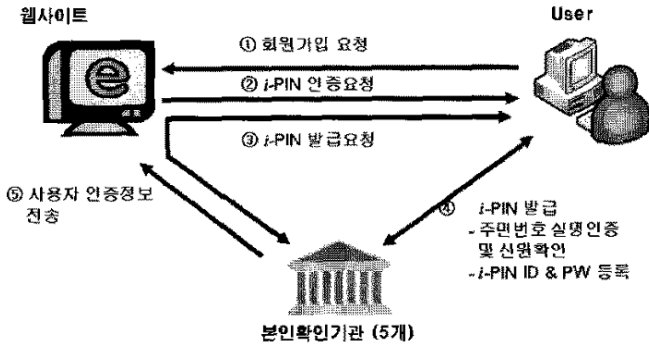 웹사이트
User
① 회원가입 요청
② i-PIN 인증요청
③ i-PIN 발급요청
⑤ 사용자 인증정보
전송
④ i-PIN 발급
- 주민번호 실명인증
및 신원확인
- i-PIN ID & PW 등록
본인확인기관 (5개)